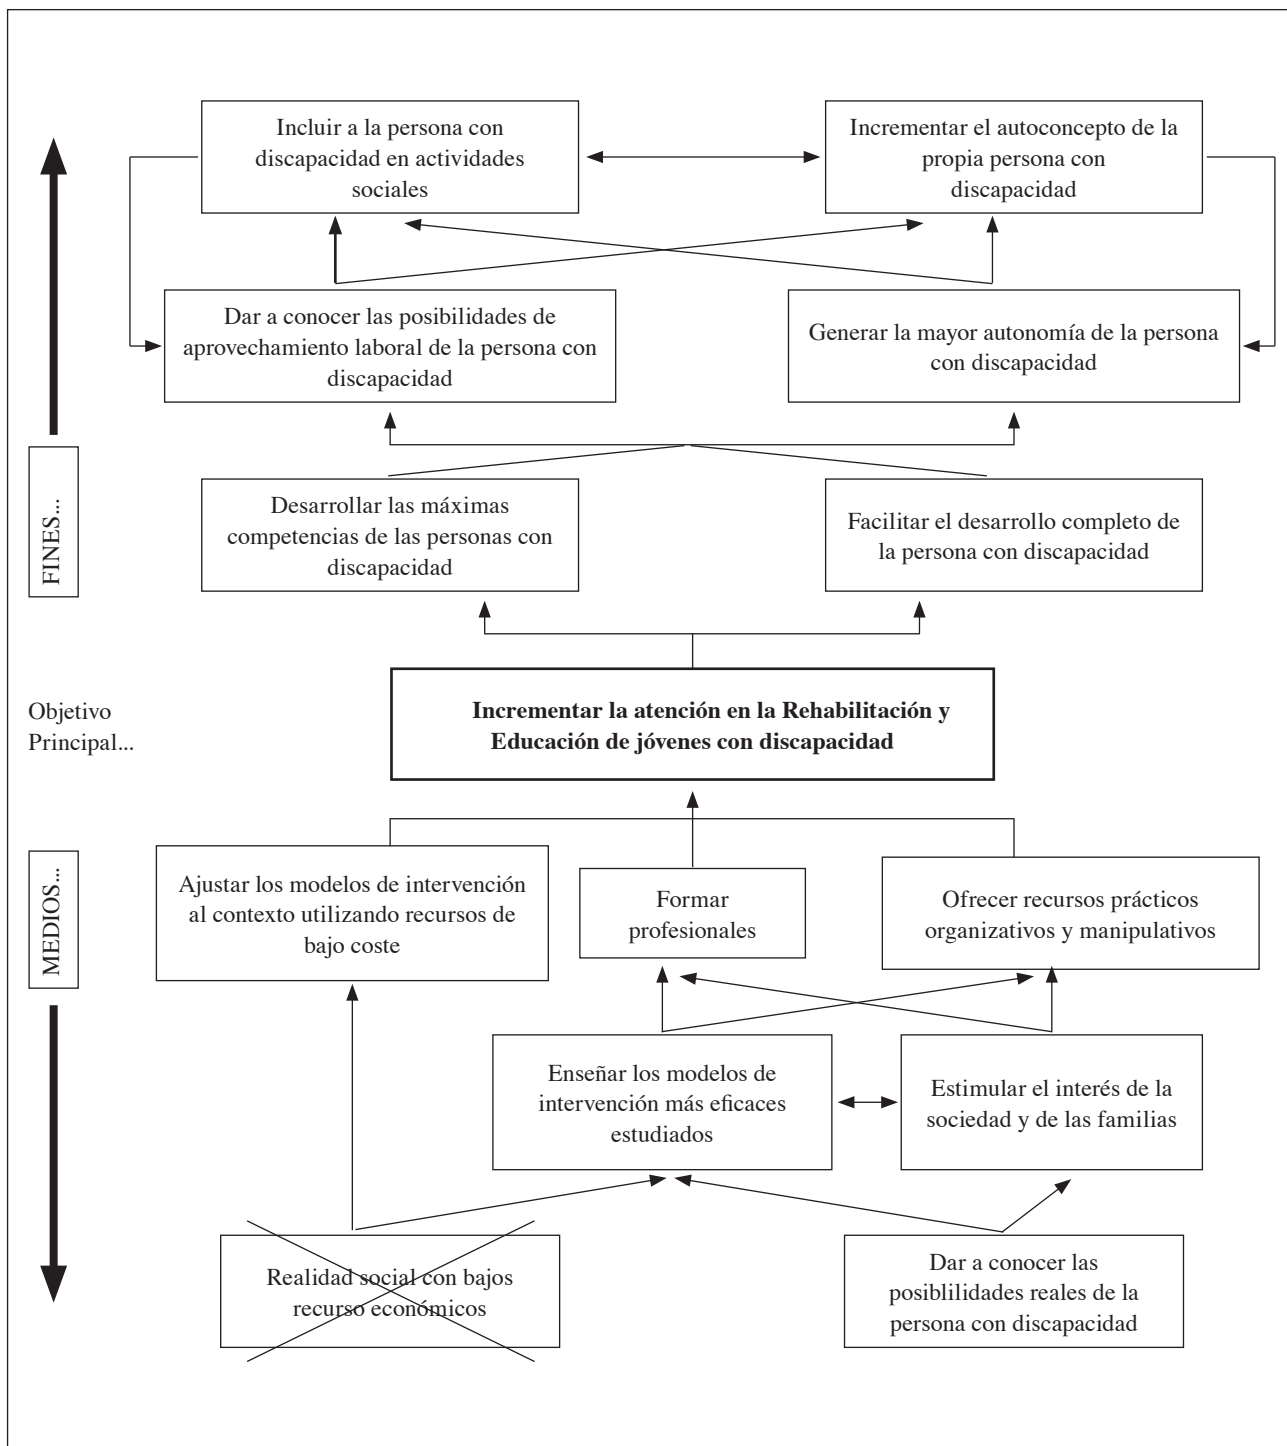 Incluir a la persona con
discapacidad en actividades
sociales
Incrementar el autoconcepto de la
propia persona con
discapacidad
Dar a conocer las posibilidades de
aprovechamiento laboral de la persona con
discapacidad
Generar la mayor autonomía de la persona
con discapacidad
FINES...
Desarrollar las máximas
competencias de las personas con
discapacidad
Facilitar el desarrollo completo de
la persona con discapacidad
Objetivo
Principal...
Incrementar la atención en la Rehabilitación y
Educación de jóvenes con discapacidad
MEDIOS...
Ajustar los modelos de intervención
al contexto utilizando recursos de
bajo coste
Formar
profesionales
Ofrecer recursos prácticos
organizativos y manipulativos
Enseñar los modelos de
intervención más eficaces
estudiados
Estimular el interés de la
sociedad y de las familias
Realidad social con bajos
recurso económicos
Dar a conocer las
posiblilidades reales de la
persona con discapacidad